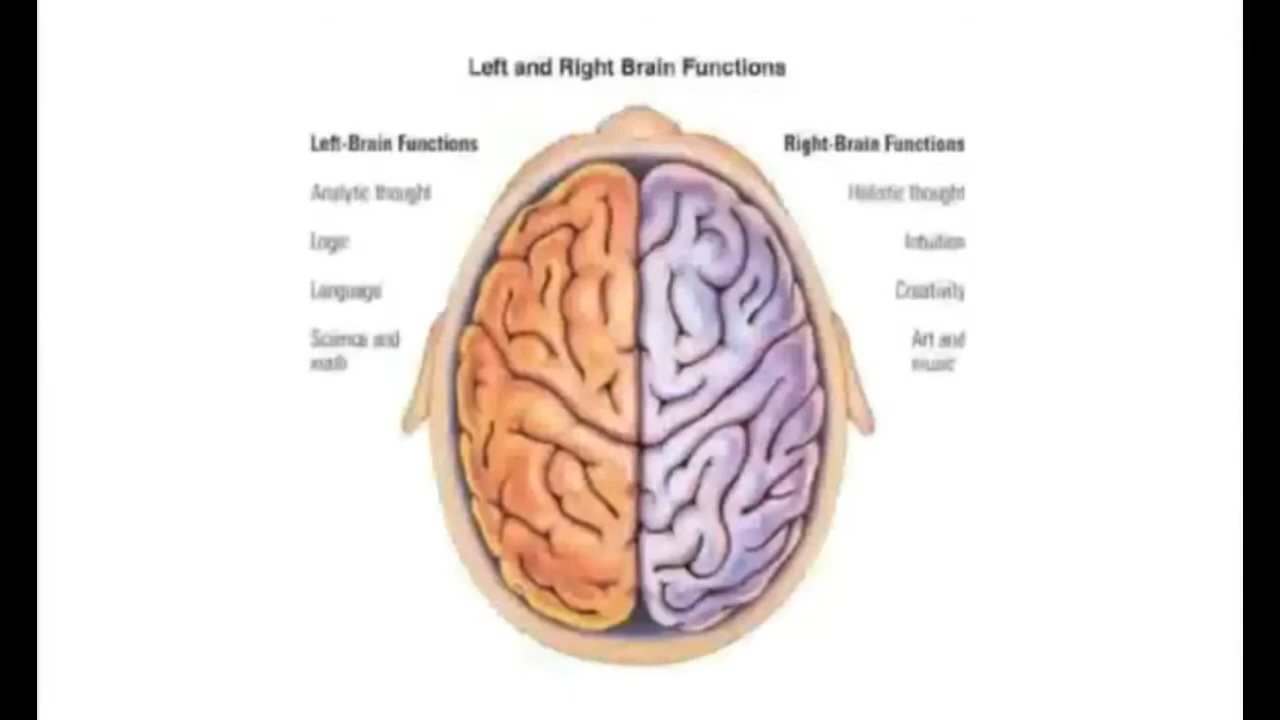 Left and Right Brain Functions
Left-Brain Functions
Analytic thought
Logic
Language
Science and
math
Right-Brain Functions
Holistic thought
Intuition
Creativity
Art and
music